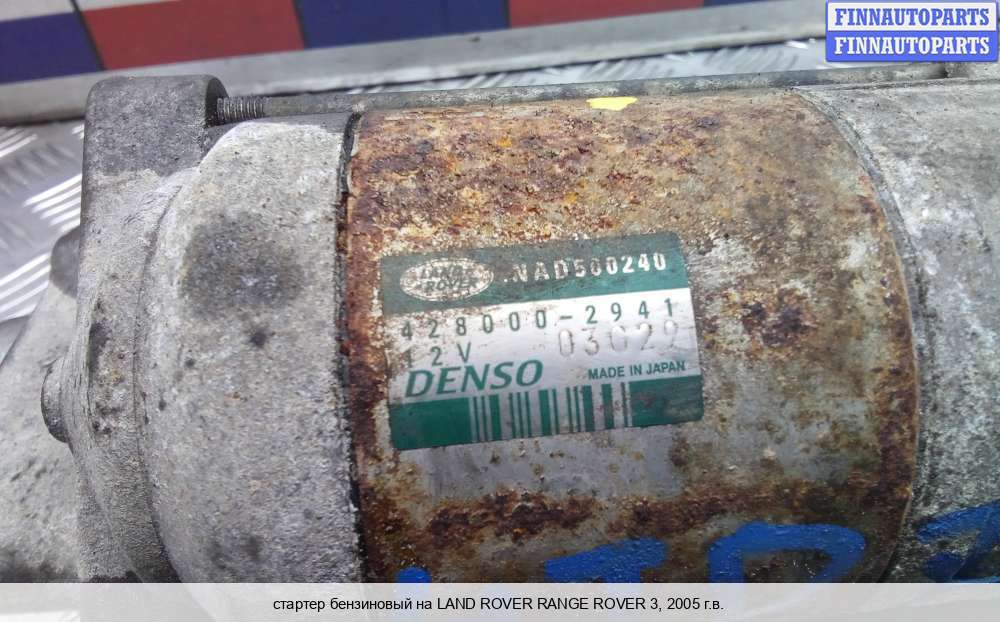 FINNAUTOPARTS
FINNAUTOPARTS
LAND
ROVER
NAD500240
428000-2941
12V
DENSO
MADE IN JAPAN
стартер бензиновый на LAND ROVER RANGE ROVER 3, 2005 г.в.